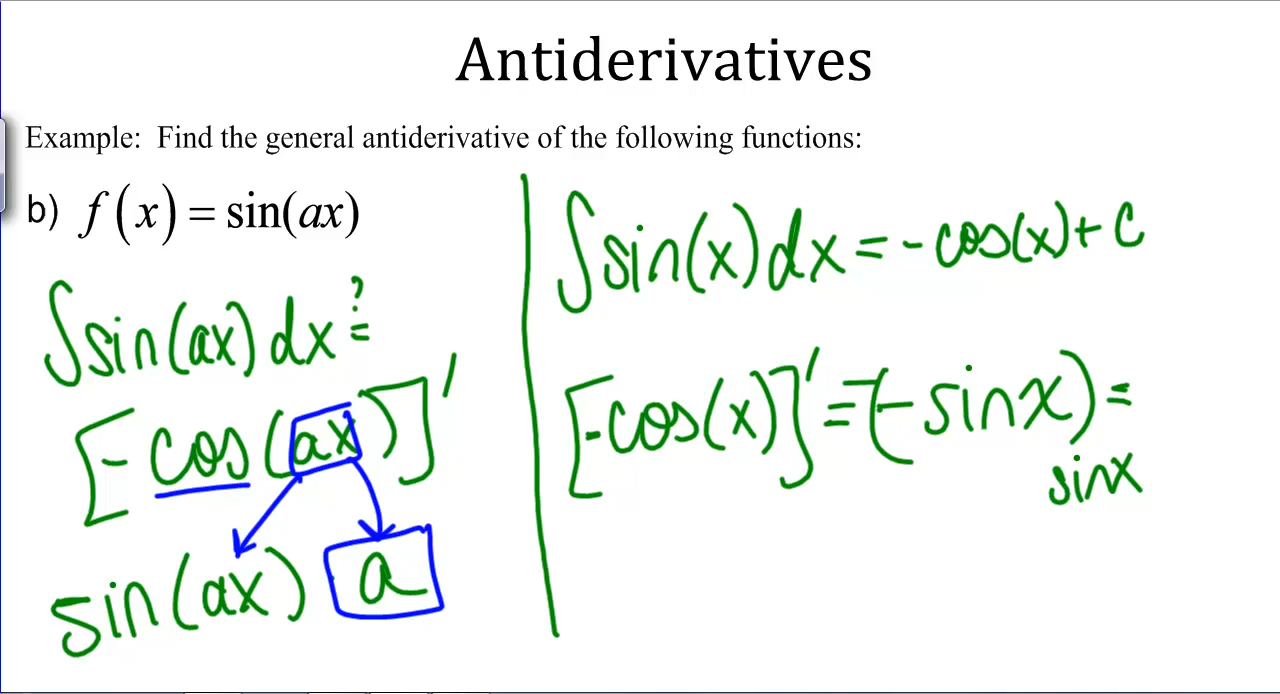 Antiderivatives
Example: Find the general antiderivative of the following functions:
b) f(x) = sin(ax)
∫sin(ax)dx ?=
[-cos(ax)]'
sin(ax) a
∫sin(x)dx = -cos(x)+C
[-cos(x)]' = -(-sinx) =
sinx